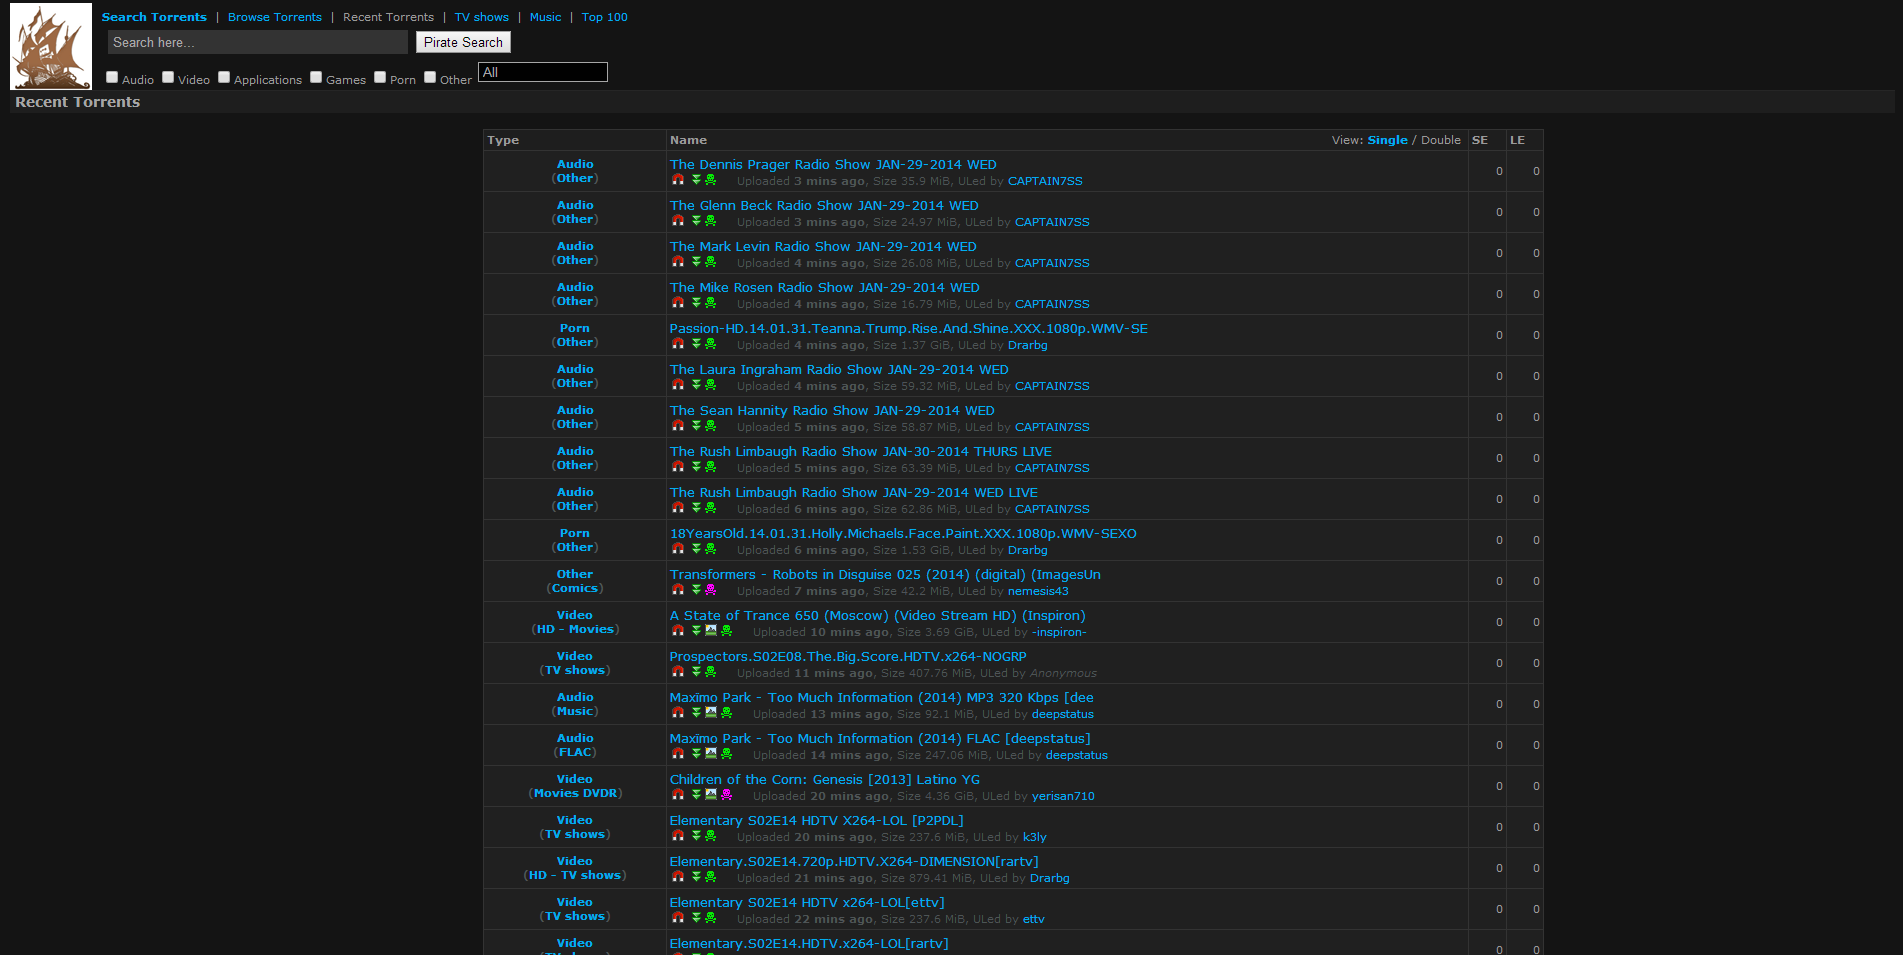 Search Torrents | Browse Torrents | Recent Torrents | TV shows | Music | Top 100
Search here... Pirate Search
Audio Video Applications Games Porn Other All
Recent Torrents
Type Name View: Single / Double SE LE
Audio The Dennis Prager Radio Show JAN-29-2014 WED
(Other) Uploaded 3 mins ago, Size 35.9 MiB, ULed by CAPTAIN7SS 0 0
Audio The Glenn Beck Radio Show JAN-29-2014 WED
(Other) Uploaded 3 mins ago, Size 24.97 MiB, ULed by CAPTAIN7SS 0 0
Audio The Mark Levin Radio Show JAN-29-2014 WED
(Other) Uploaded 4 mins ago, Size 26.08 MiB, ULed by CAPTAIN7SS 0 0
Audio The Mike Rosen Radio Show JAN-29-2014 WED
(Other) Uploaded 4 mins ago, Size 16.79 MiB, ULed by CAPTAIN7SS 0 0
Porn Passion-HD.14.01.31.Teanna.Trump.Rise.And.Shine.XXX.1080p.WMV-SE
(Other) Uploaded 4 mins ago, Size 1.37 GiB, ULed by Drarbg 0 0
Audio The Laura Ingraham Radio Show JAN-29-2014 WED
(Other) Uploaded 4 mins ago, Size 59.32 MiB, ULed by CAPTAIN7SS 0 0
Audio The Sean Hannity Radio Show JAN-29-2014 WED
(Other) Uploaded 5 mins ago, Size 58.87 MiB, ULed by CAPTAIN7SS 0 0
Audio The Rush Limbaugh Radio Show JAN-30-2014 THURS LIVE
(Other) Uploaded 5 mins ago, Size 63.39 MiB, ULed by CAPTAIN7SS 0 0
Audio The Rush Limbaugh Radio Show JAN-29-2014 WED LIVE
(Other) Uploaded 6 mins ago, Size 62.86 MiB, ULed by CAPTAIN7SS 0 0
Porn 18YearsOld.14.01.31.Holly.Michaels.Face.Paint.XXX.1080p.WMV-SEXO
(Other) Uploaded 6 mins ago, Size 1.53 GiB, ULed by Drarbg 0 0
Other Transformers - Robots in Disguise 025 (2014) (digital) (ImagesUn
(Comics) Uploaded 7 mins ago, Size 42.2 MiB, ULed by nemesis43 0 0
Video A State of Trance 650 (Moscow) (Video Stream HD) (Inspiron)
(HD - Movies) Uploaded 10 mins ago, Size 3.69 GiB, ULed by -inspiron- 0 0
Video Prospectors.S02E08.The.Big.Score.HDTV.x264-NOGRP
(TV shows) Uploaded 11 mins ago, Size 407.76 MiB, ULed by Anonymous 0 0
Audio Maxïmo Park - Too Much Information (2014) MP3 320 Kbps [dee
(Music) Uploaded 13 mins ago, Size 92.1 MiB, ULed by deepstatus 0 0
Audio Maxïmo Park - Too Much Information (2014) FLAC [deepstatus]
(FLAC) Uploaded 14 mins ago, Size 247.06 MiB, ULed by deepstatus 0 0
Video Children of the Corn: Genesis [2013] Latino YG
(Movies DVDR) Uploaded 20 mins ago, Size 4.36 GiB, ULed by yerisan710 0 0
Video Elementary S02E14 HDTV X264-LOL [P2PDL]
(TV shows) Uploaded 20 mins ago, Size 237.6 MiB, ULed by k3ly 0 0
Video Elementary.S02E14.720p.HDTV.X264-DIMENSION[rartv]
(HD - TV shows) Uploaded 21 mins ago, Size 879.41 MiB, ULed by Drarbg 0 0
Video Elementary S02E14 HDTV x264-LOL[ettv]
(TV shows) Uploaded 22 mins ago, Size 237.6 MiB, ULed by ettv 0 0
Video Elementary.S02E14.HDTV.x264-LOL[rartv] 0 0